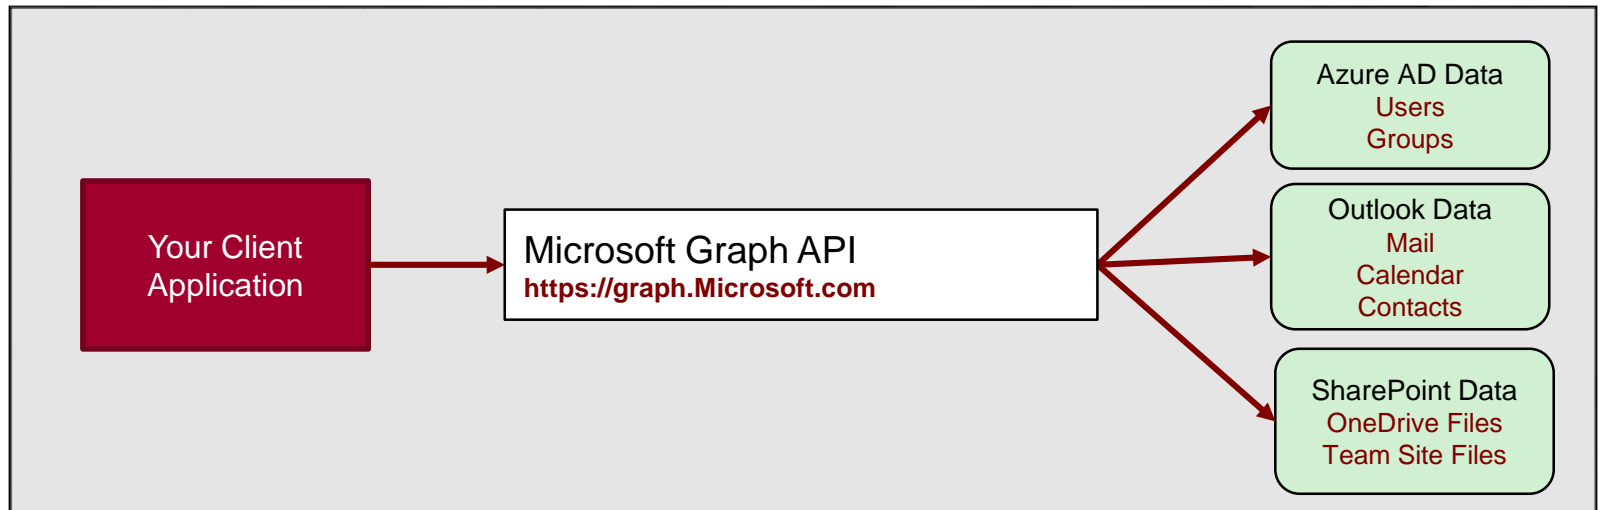 Your Client
Application
Microsoft Graph API
https://graph.Microsoft.com
Azure AD Data
Users
Groups
Outlook Data
Mail
Calendar
Contacts
SharePoint Data
OneDrive Files
Team Site Files